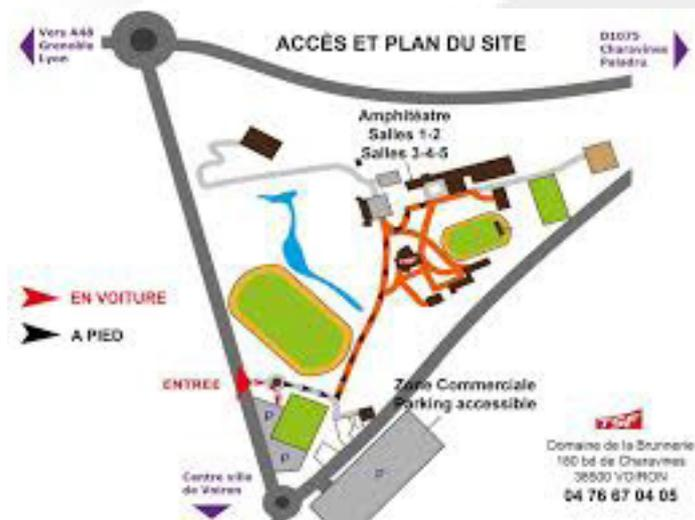 Vers A48
Grenoble
Lyon
ACCÈS ET PLAN DU SITE
D1075
Charavines
Paladru
Amphitéatre
Salles 1-2
Salles 3-4-5
EN VOITURE
A PIED
ENTREE
Zone Commerciale
Parking accessible
P
P
P
Centre ville
de Voiron
TSF
Domaine de la Brunnerie
180 bd de Charavines
38500 VOIRON
04 76 67 04 05